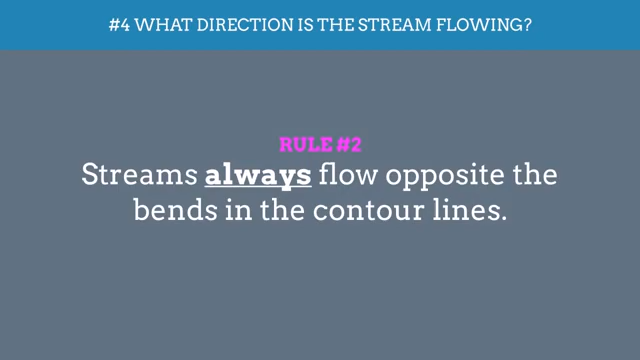 #4 WHAT DIRECTION IS THE STREAM FLOWING?
RULE #2
Streams always flow opposite the
bends in the contour lines.